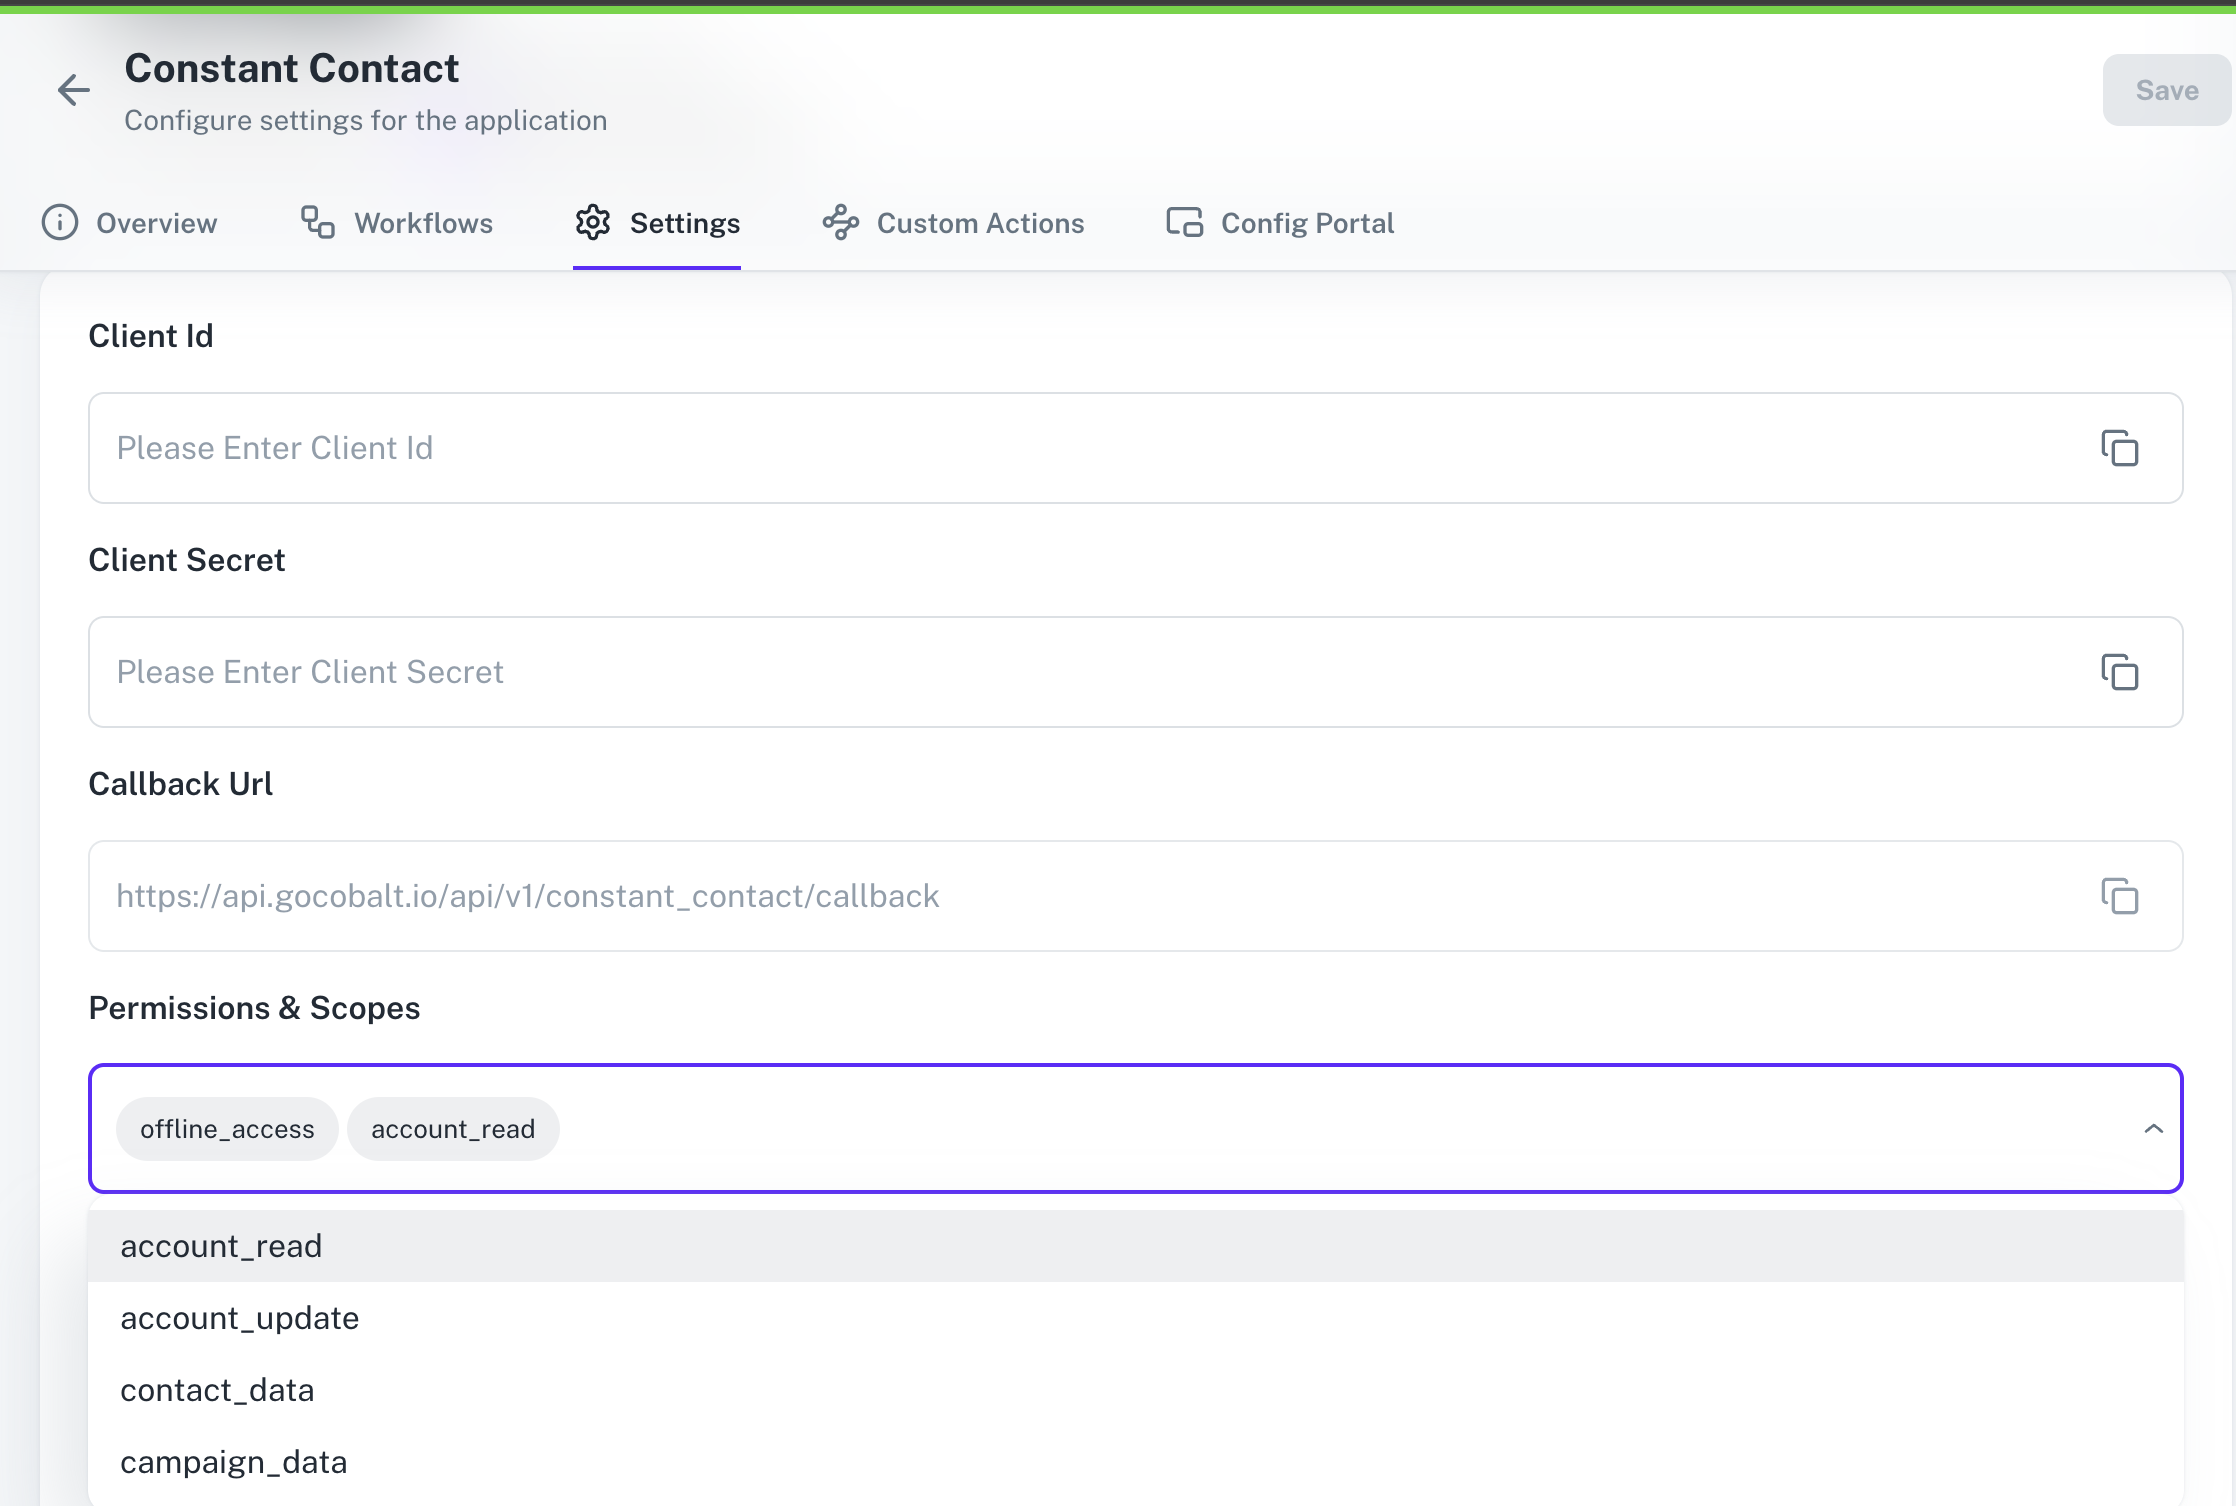 Constant Contact
Configure settings for the application
Save
Overview
Workflows
Settings
Custom Actions
Config Portal
Client Id
Please Enter Client Id
Client Secret
Please Enter Client Secret
Callback Url
https://api.gocobalt.io/api/v1/constant_contact/callback
Permissions & Scopes
offline_access account_read
account_read
account_update
contact_data
campaign_data